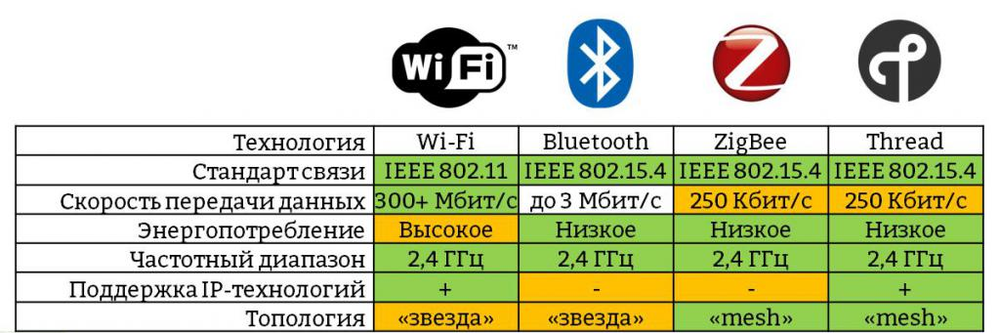 Wi Fi ™
Технология Wi-Fi Bluetooth ZigBee Thread
Стандарт связи IEEE 802.11 IEEE 802.15.4 IEEE 802.15.4 IEEE 802.15.4
Скорость передачи данных 300+ Мбит/с до 3 Мбит/с 250 Кбит/с 250 Кбит/с
Энергопотребление Высокое Низкое Низкое Низкое
Частотный диапазон 2,4 ГГц 2,4 ГГц 2,4 ГГц 2,4 ГГц
Поддержка IP-технологий + - - +
Топология «звезда» «звезда» «mesh» «mesh»